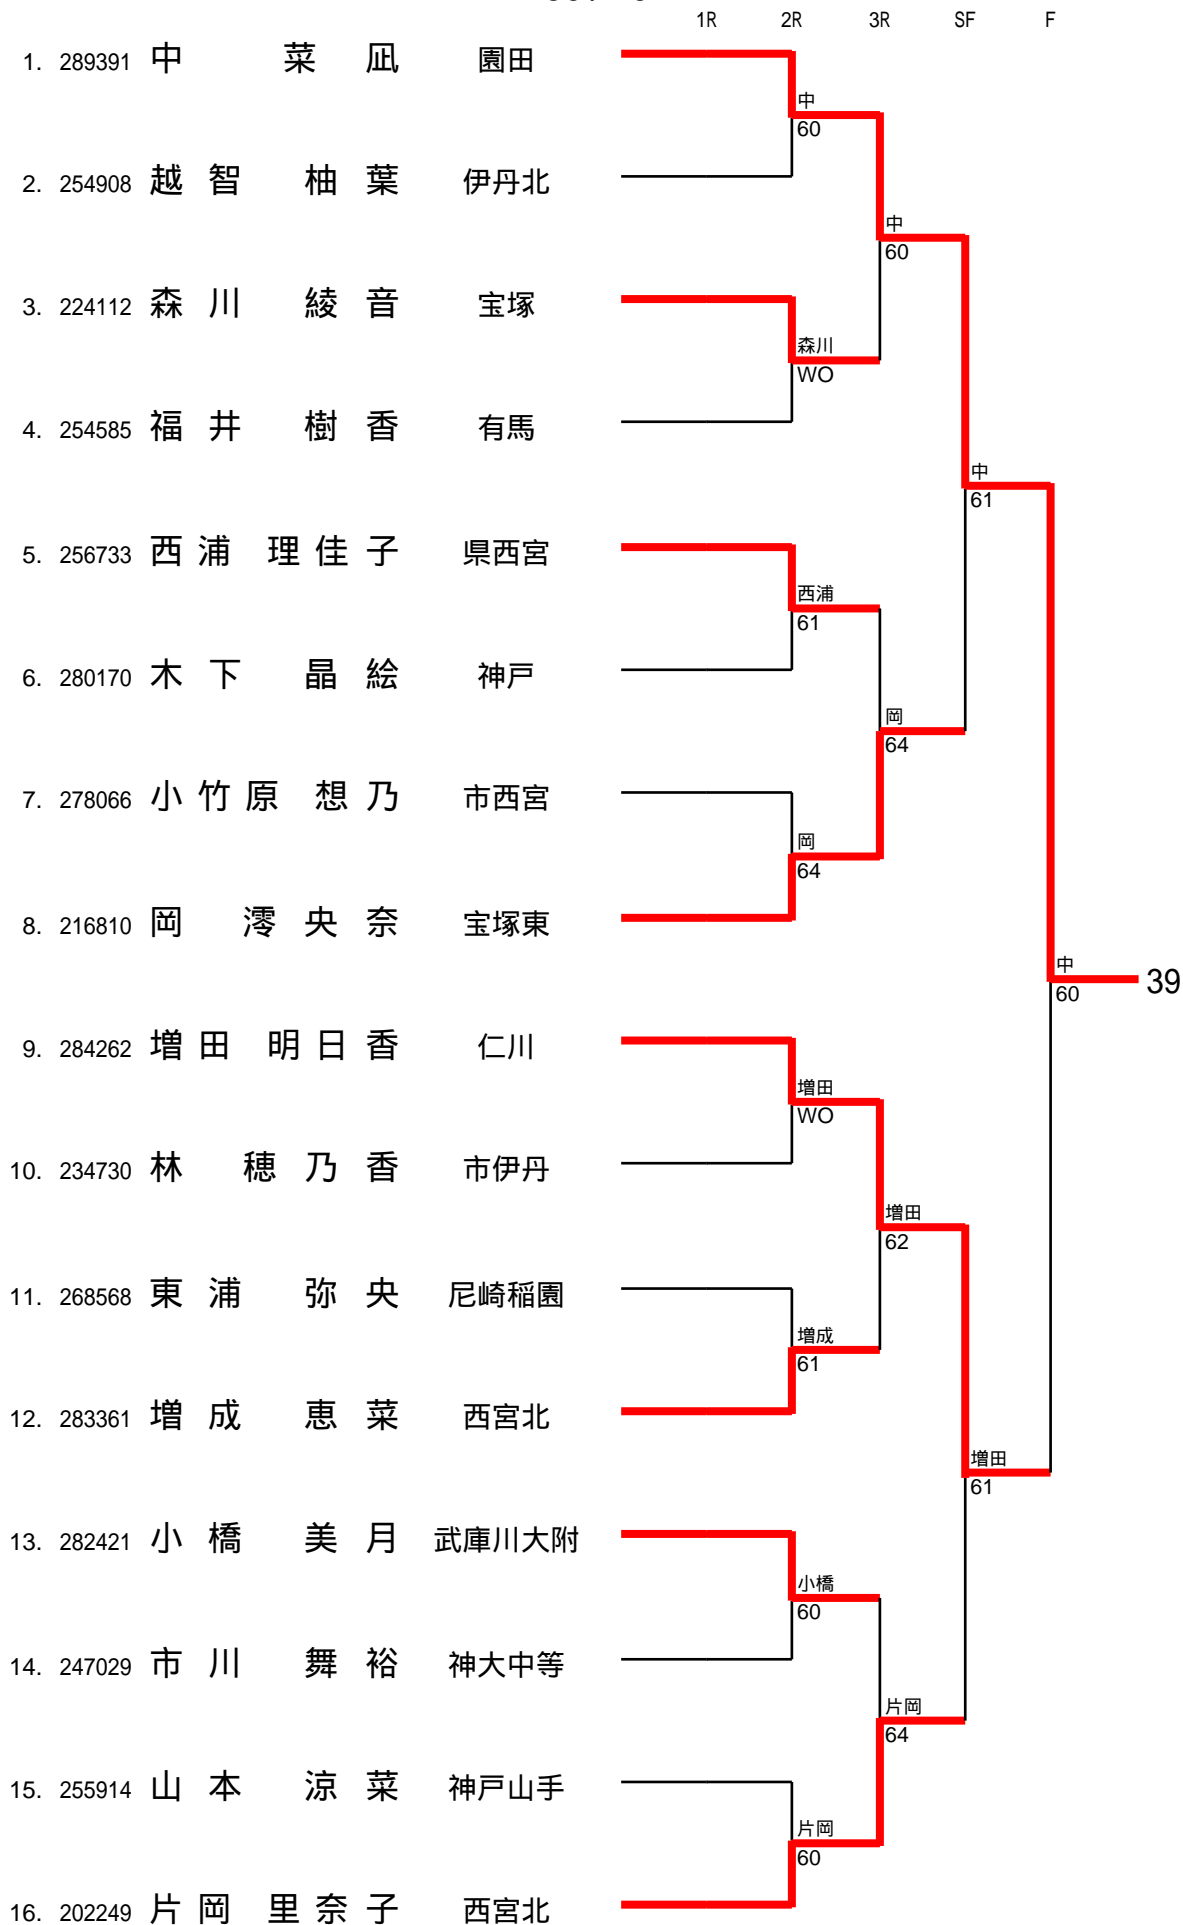 1R 2R 3R SF F
1. 289391 中 菜 凪 園田
中
60
2. 254908 越 智 柚 葉 伊丹北
中
60
3. 224112 森 川 綾 音 宝塚
森川
WO
4. 254585 福 井 樹 香 有馬
中
61
5. 256733 西 浦 理 佳 子 県西宮
西浦
61
6. 280170 木 下 晶 絵 神戸
岡
64
7. 278066 小 竹 原 想 乃 市西宮
岡
64
8. 216810 岡 澪 央 奈 宝塚東
中
60
39
9. 284262 増 田 明 日 香 仁川
増田
WO
10. 234730 林 穂 乃 香 市伊丹
増田
62
11. 268568 東 浦 弥 央 尼崎稲園
増成
61
12. 283361 増 成 恵 菜 西宮北
増田
61
13. 282421 小 橋 美 月 武庫川大附
小橋
60
14. 247029 市 川 舞 裕 神大中等
片岡
64
15. 255914 山 本 涼 菜 神戸山手
片岡
60
16. 202249 片 岡 里 奈 子 西宮北